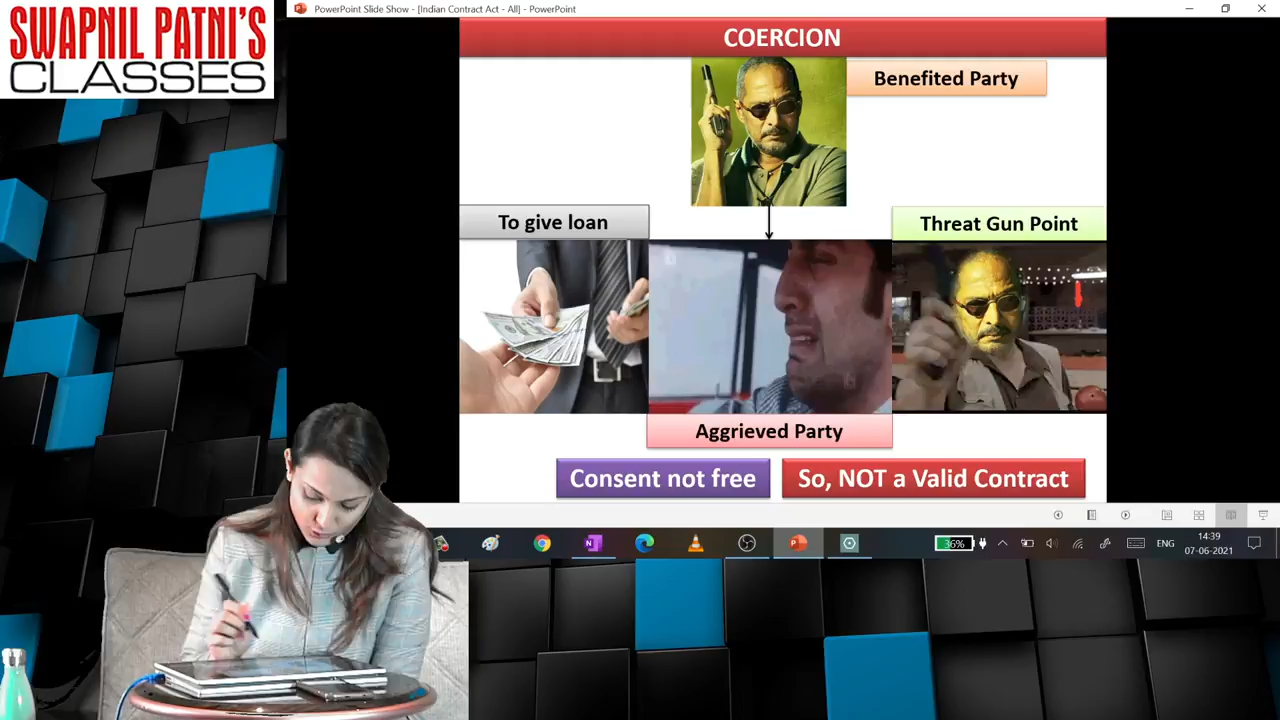 SWAPNIL PATNI'S
CLASSES
PowerPoint Slide Show - [Indian Contract Act - All] - PowerPoint
COERCION
Benefited Party
To give loan
Threat Gun Point
Aggrieved Party
Consent not free
So, NOT a Valid Contract
36%
ENG
14:39
07-06-2021